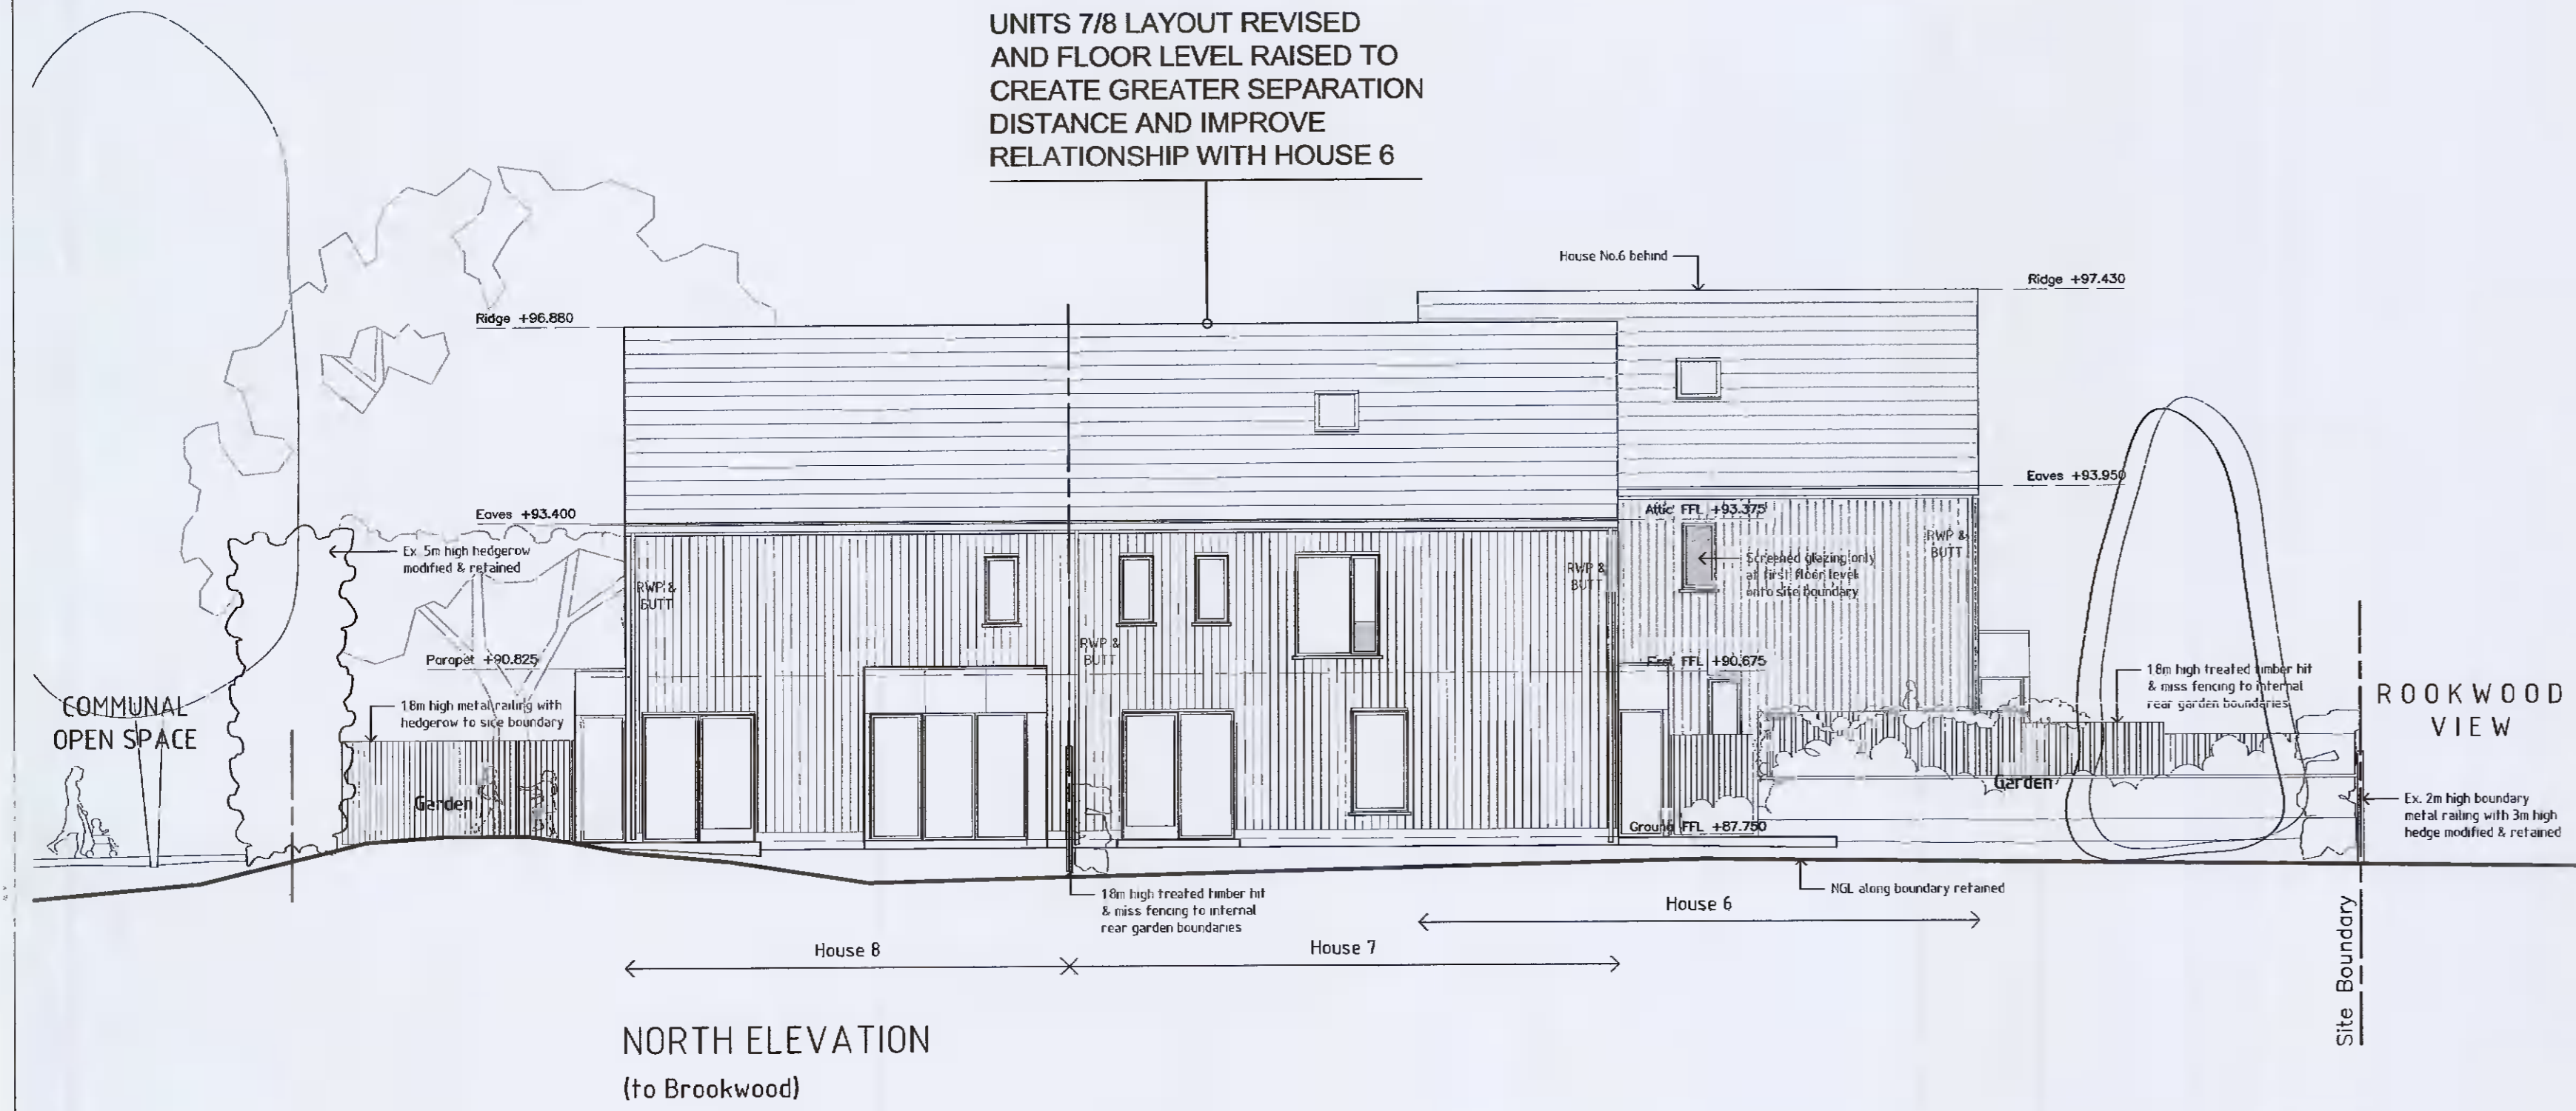 UNITS 7/8 LAYOUT REVISED
AND FLOOR LEVEL RAISED TO
CREATE GREATER SEPARATION
DISTANCE AND IMPROVE
RELATIONSHIP WITH HOUSE 6
House No.6 behind
Ridge +97.430
Ridge +96.880
Eaves +93.950
Eaves +93.400
Attic FFL +93.375
Ex. 5m high hedgerow
modified & retained
RWP &
BUTT
RWP &
BUTT
RWP &
BUTT
RWP &
BUTT
Screened glazing only
at first floor level
onto site boundary
Parapet +90.825
First FFL +90.675
1.8m high metal railing with
hedgerow to side boundary
1.8m high treated timber hit
& miss fencing to internal
rear garden boundaries
COMMUNAL
OPEN SPACE
ROOKWOOD
VIEW
Garden
Garden
Ground FFL +87.750
Ex. 2m high boundary
metal railing with 3m high
hedge modified & retained
1.8m high treated timber hit
& miss fencing to internal
rear garden boundaries
NGL along boundary retained
House 6
House 8
House 7
Site Boundary
NORTH ELEVATION
(to Brookwood)